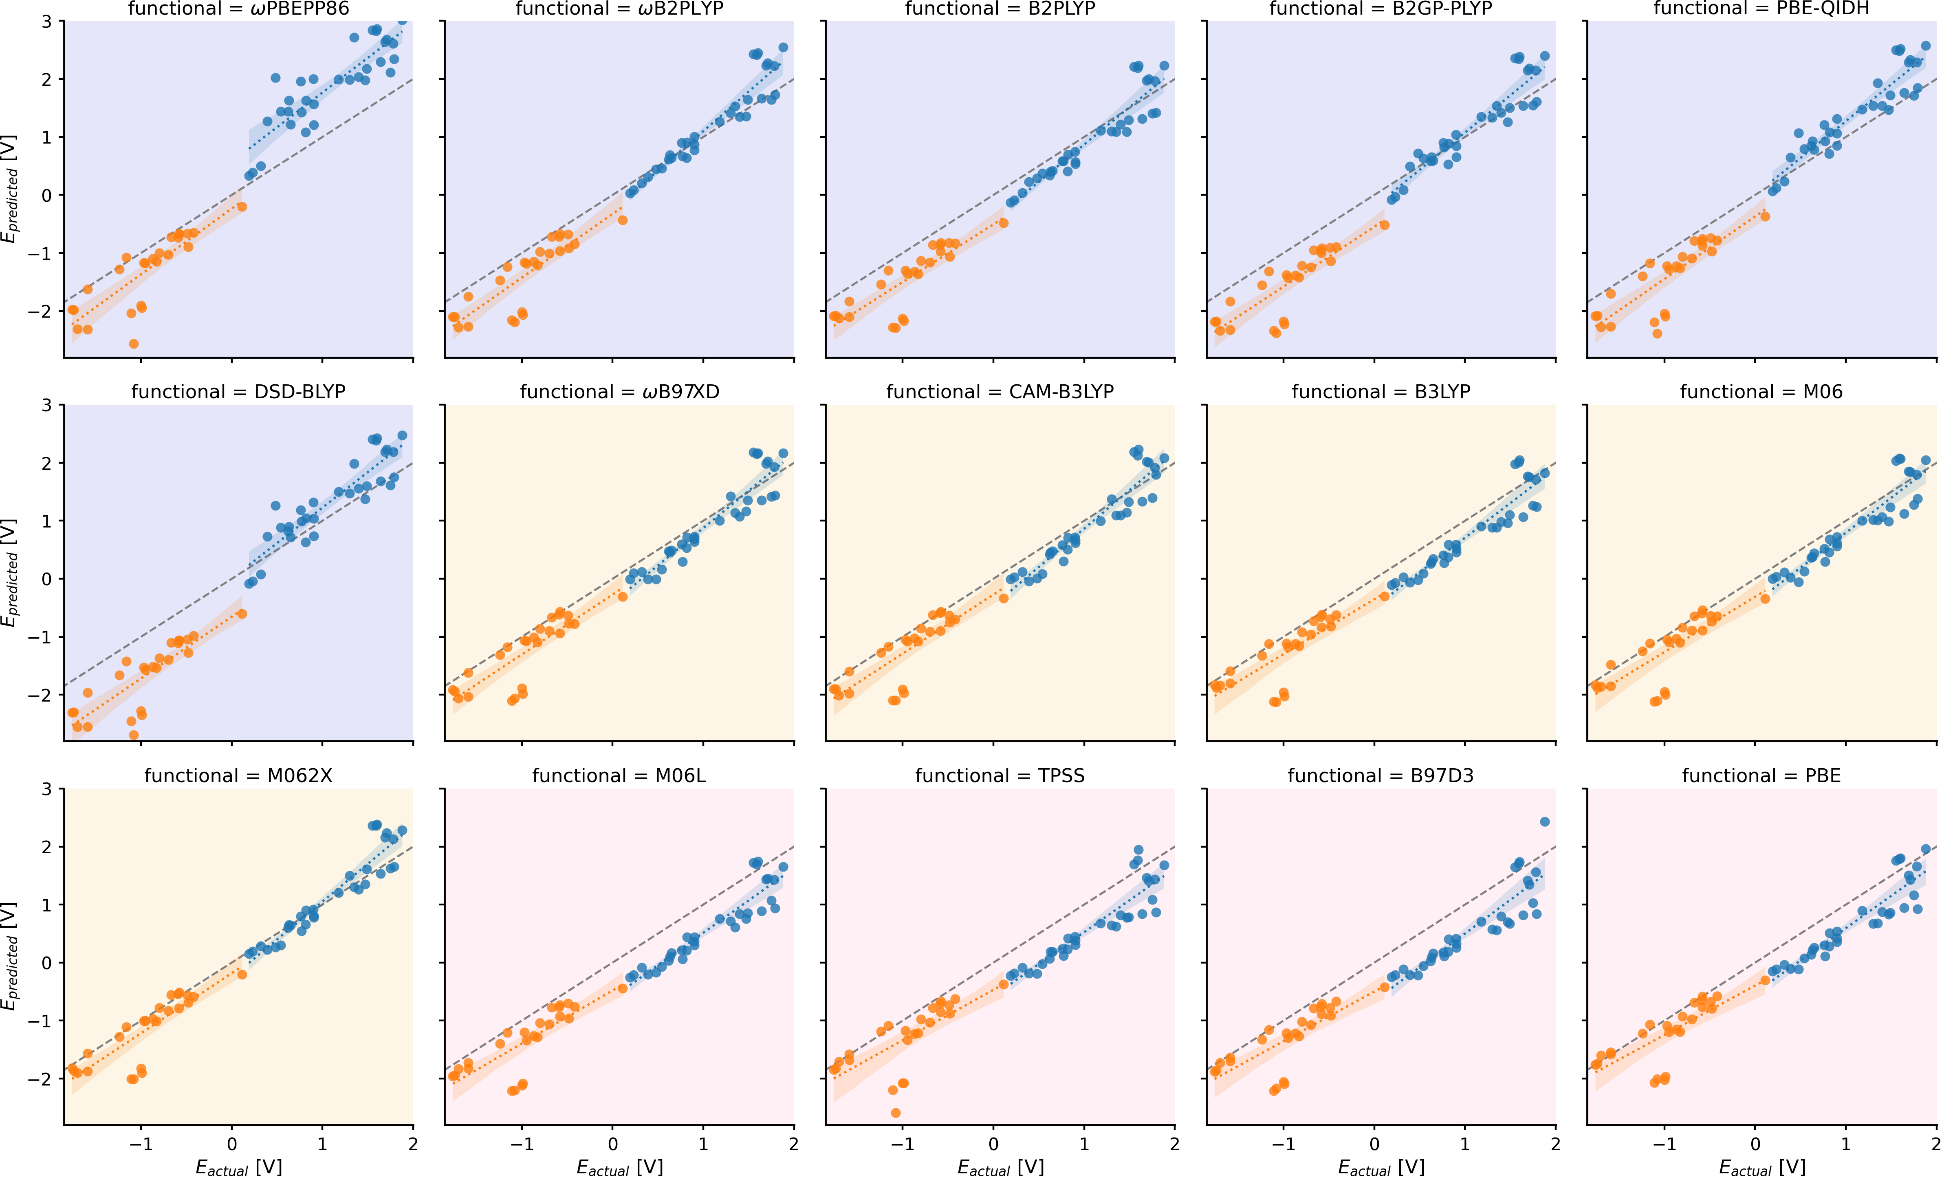 functional = ωPBEPP86 functional = ωB2PLYP functional = B2PLYP functional = B2GP-PLYP functional = PBE-QIDH
3
2
1
0
−1
−2
E_predicted [V]
functional = DSD-BLYP functional = ωB97XD functional = CAM-B3LYP functional = B3LYP functional = M06
3
2
1
0
−1
−2
E_predicted [V]
functional = M062X functional = M06L functional = TPSS functional = B97D3 functional = PBE
3
2
1
0
−1
−2
E_predicted [V]
−1 0 1 2 −1 0 1 2 −1 0 1 2 −1 0 1 2 −1 0 1 2
E_actual [V] E_actual [V] E_actual [V] E_actual [V] E_actual [V]